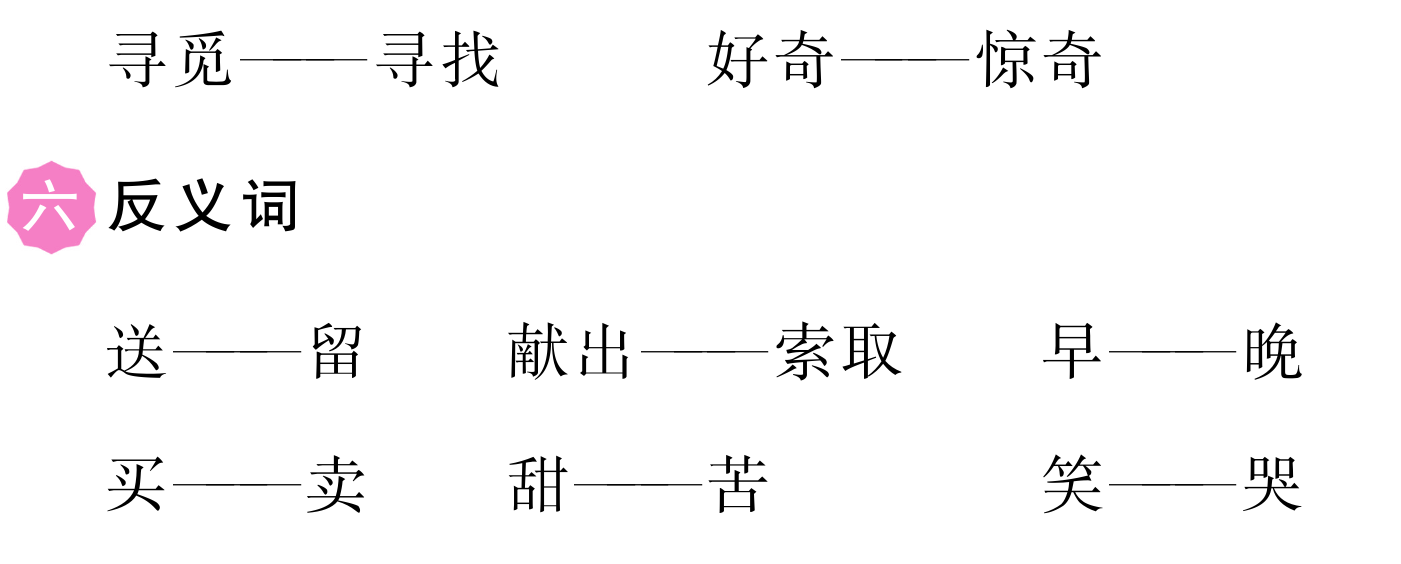 寻觅——寻找 好奇——惊奇
六 反义词
送——留 献出——索取 早——晚
买——卖 甜——苦 笑——哭